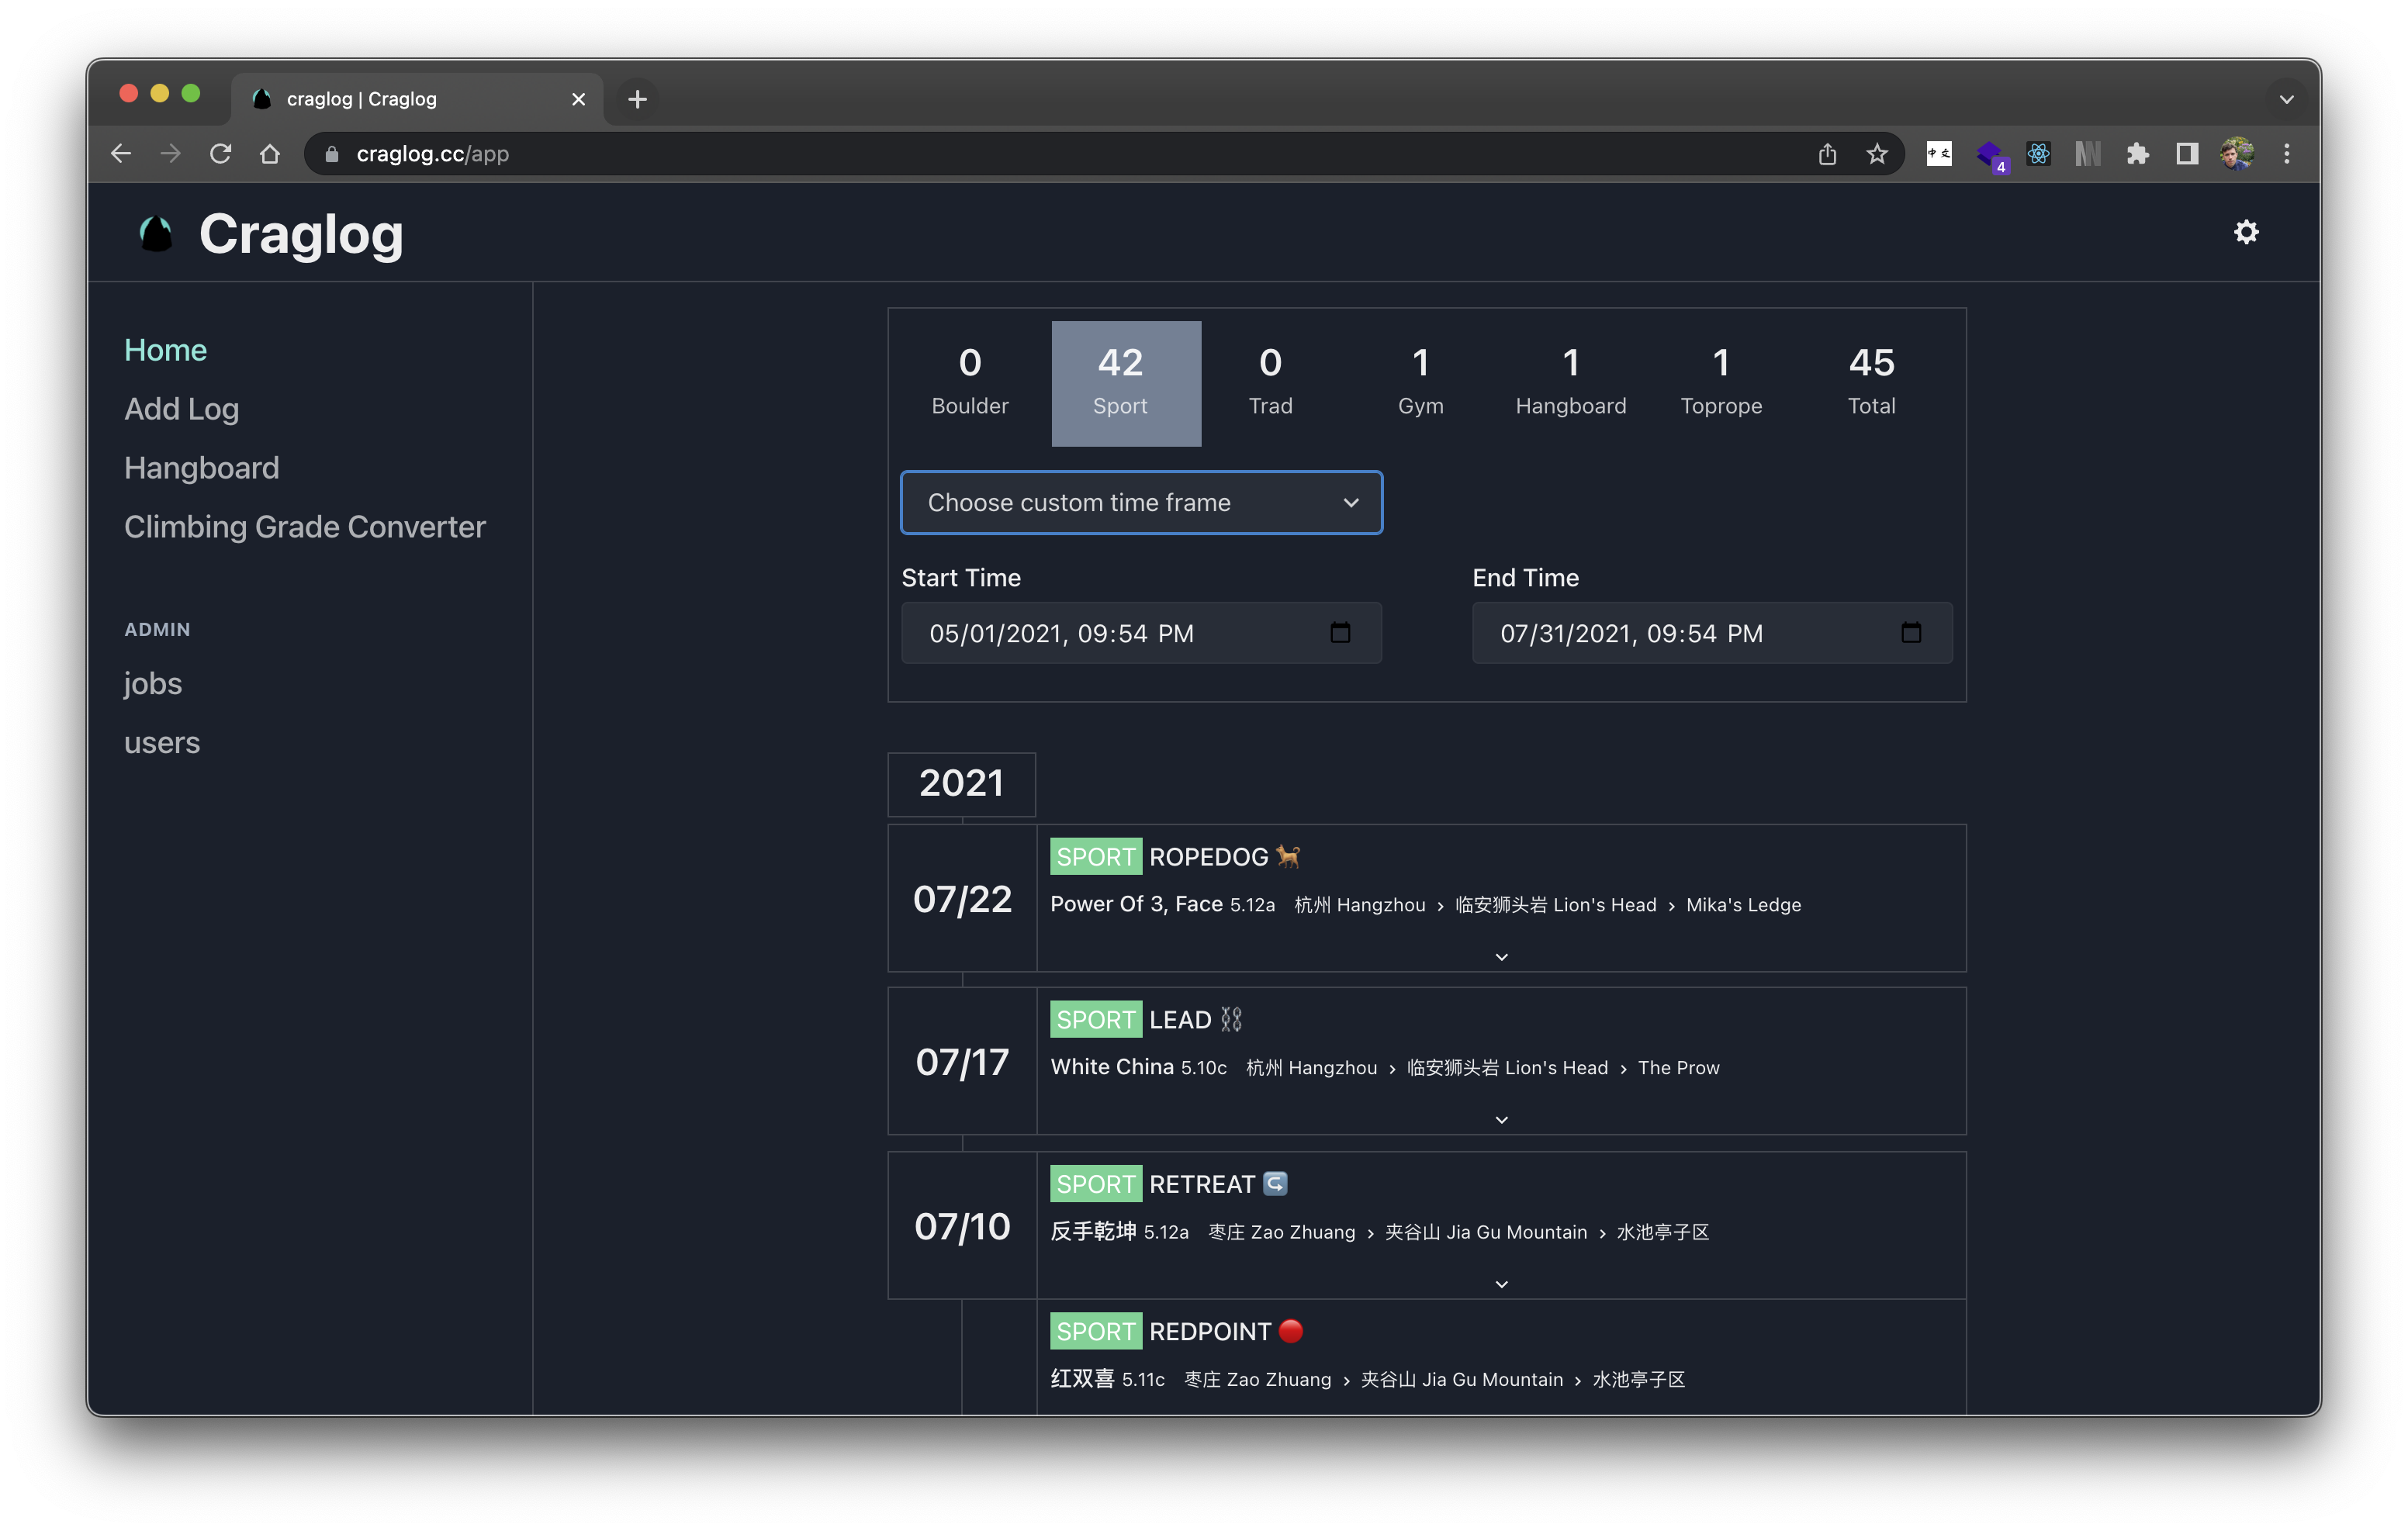 craglog | Craglog
craglog.cc/app
中文
4
Craglog
Home
Add Log
Hangboard
Climbing Grade Converter
ADMIN
jobs
users
0 42 0 1 1 1 45
Boulder Sport Trad Gym Hangboard Toprope Total
Choose custom time frame
Start Time End Time
05/01/2021, 09:54 PM 07/31/2021, 09:54 PM
2021
07/22
SPORT ROPEDOG 🐕
Power Of 3, Face 5.12a 杭州 Hangzhou › 临安狮头岩 Lion's Head › Mika's Ledge
07/17
SPORT LEAD ⛓
White China 5.10c 杭州 Hangzhou › 临安狮头岩 Lion's Head › The Prow
07/10
SPORT RETREAT ↪️
反手乾坤 5.12a 枣庄 Zao Zhuang › 夹谷山 Jia Gu Mountain › 水池亭子区
SPORT REDPOINT 🔴
红双喜 5.11c 枣庄 Zao Zhuang › 夹谷山 Jia Gu Mountain › 水池亭子区